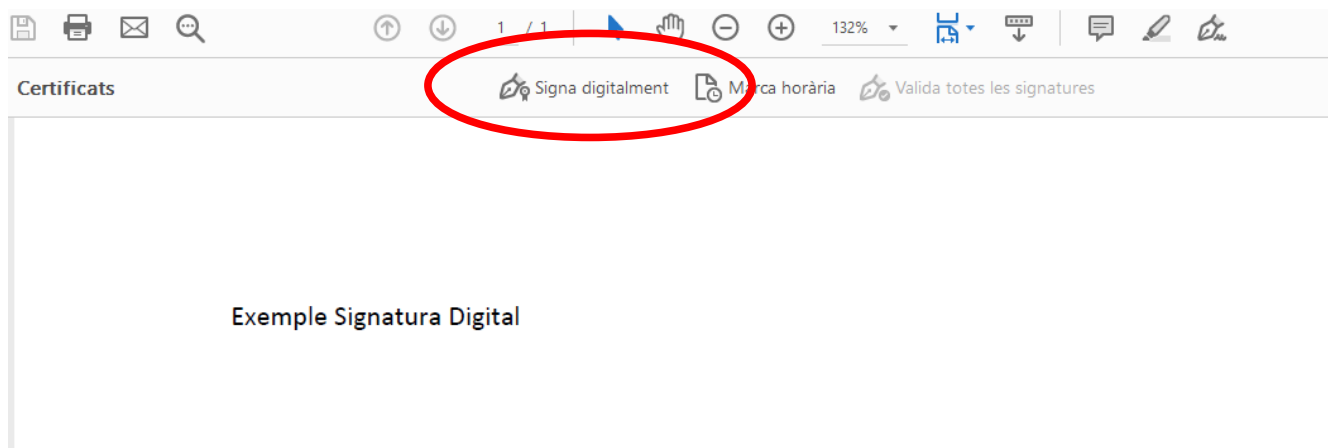 1 / 1 132%
Certificats Signa digitalment Marca horària Valida totes les signatures
Exemple Signatura Digital